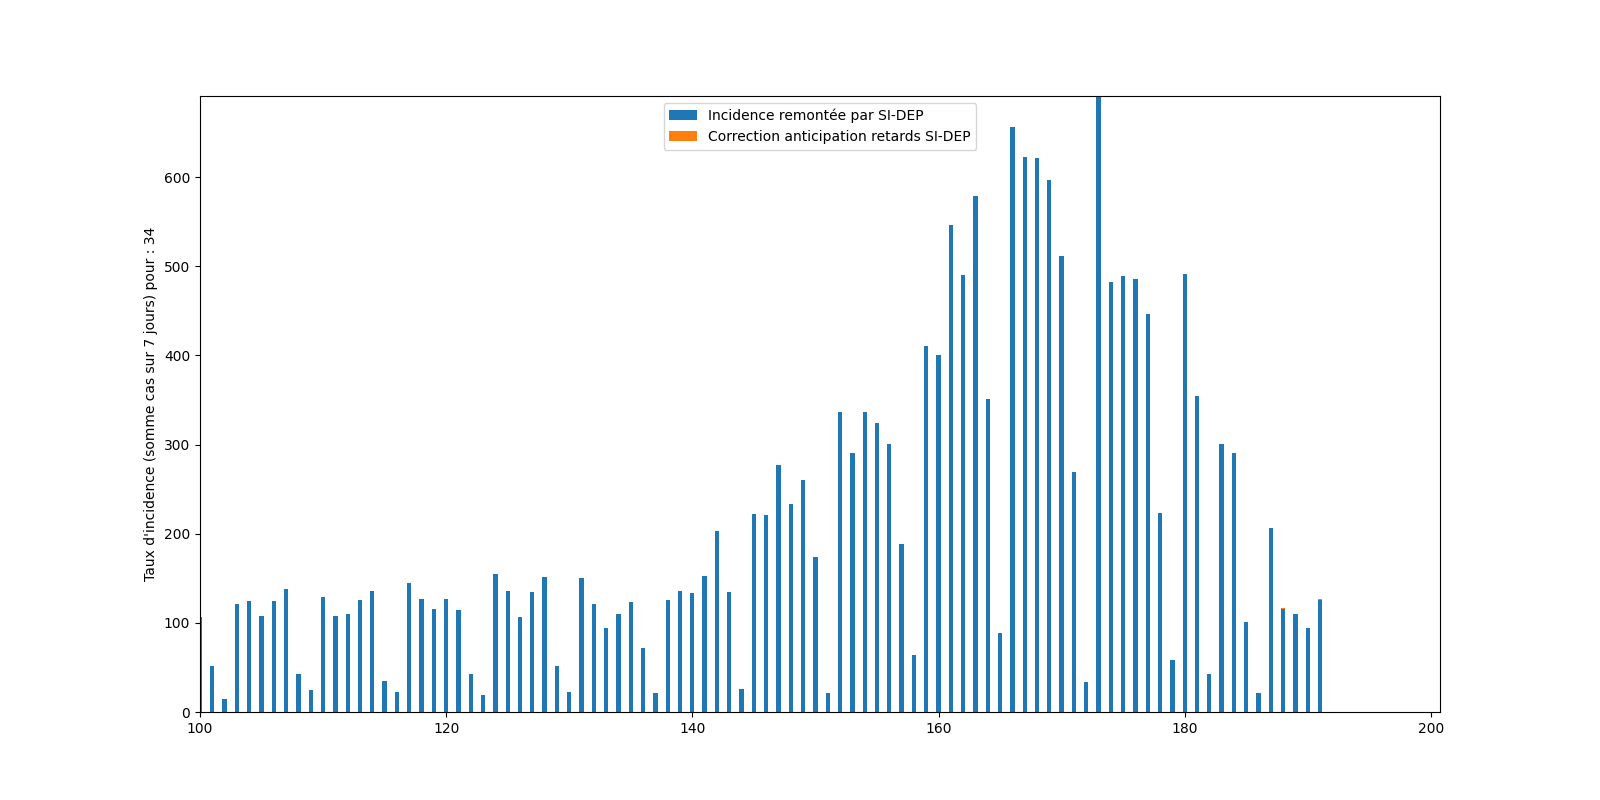 Incidence remontée par SI-DEP
Correction anticipation retards SI-DEP
Taux d'incidence (somme cas sur 7 jours) pour : 34
600
500
400
300
200
100
0
100 120 140 160 180 200